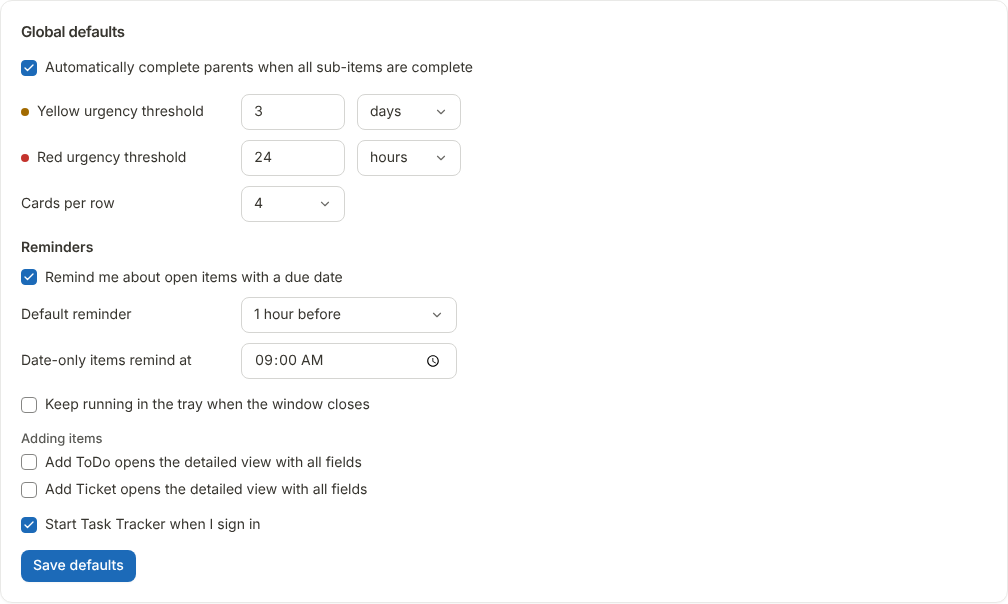 Global defaults
Automatically complete parents when all sub-items are complete
Yellow urgency threshold 3 days
Red urgency threshold 24 hours
Cards per row 4
Reminders
Remind me about open items with a due date
Default reminder 1 hour before
Date-only items remind at 09:00 AM
Keep running in the tray when the window closes
Adding items
Add ToDo opens the detailed view with all fields
Add Ticket opens the detailed view with all fields
Start Task Tracker when I sign in
Save defaults